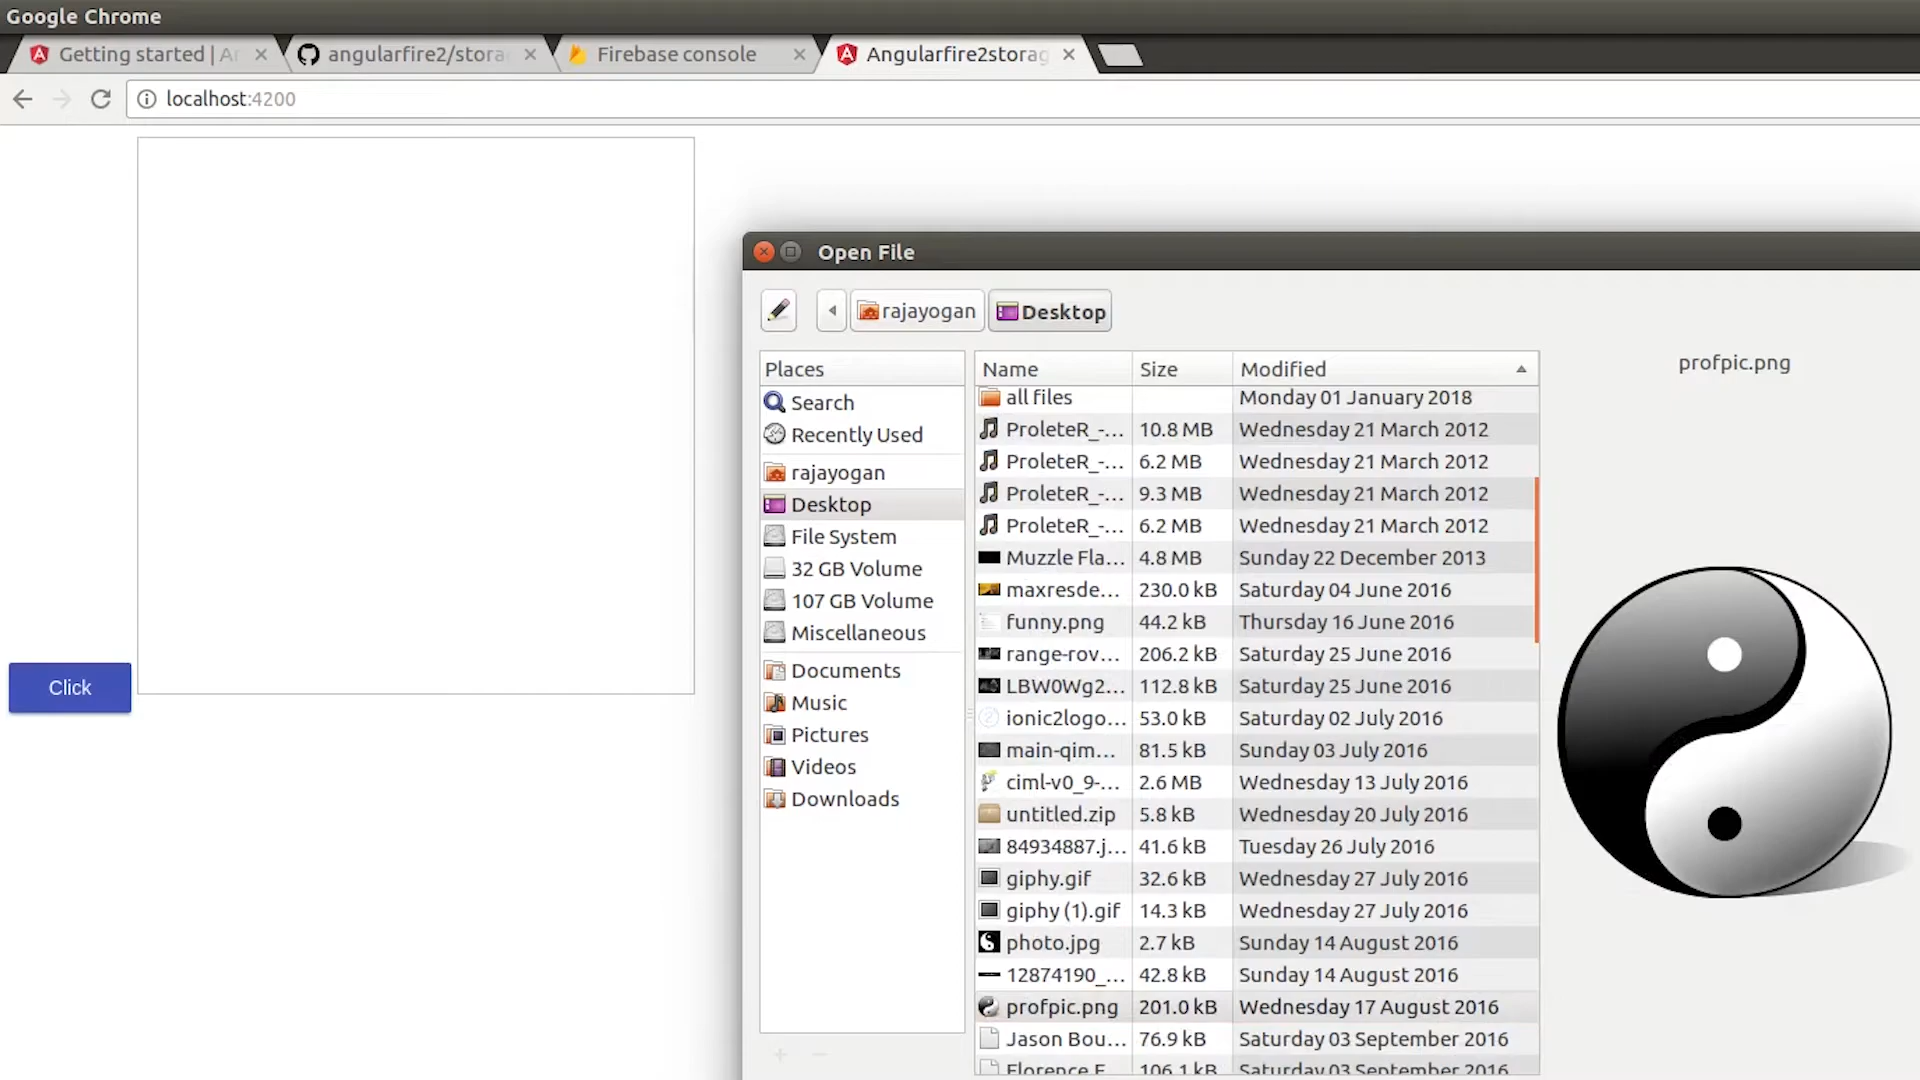 Google Chrome
Getting started | Ar
angularfire2/stora
Firebase console
Angularfire2storag
localhost:4200
Click
Open File
rajayogan
Desktop
Places
Search
Recently Used
rajayogan
Desktop
File System
32 GB Volume
107 GB Volume
Miscellaneous
Documents
Music
Pictures
Videos
Downloads
Name Size Modified
all files Monday 01 January 2018
ProleteR_-... 10.8 MB Wednesday 21 March 2012
ProleteR_-... 6.2 MB Wednesday 21 March 2012
ProleteR_-... 9.3 MB Wednesday 21 March 2012
ProleteR_-... 6.2 MB Wednesday 21 March 2012
Muzzle Fla... 4.8 MB Sunday 22 December 2013
maxresde... 230.0 kB Saturday 04 June 2016
funny.png 44.2 kB Thursday 16 June 2016
range-rov... 206.2 kB Saturday 25 June 2016
LBW0Wg2... 112.8 kB Saturday 25 June 2016
ionic2logo... 53.0 kB Saturday 02 July 2016
main-qim... 81.5 kB Sunday 03 July 2016
ciml-v0_9-... 2.6 MB Wednesday 13 July 2016
untitled.zip 5.8 kB Wednesday 20 July 2016
84934887.j... 41.6 kB Tuesday 26 July 2016
giphy.gif 32.6 kB Wednesday 27 July 2016
giphy (1).gif 14.3 kB Wednesday 27 July 2016
photo.jpg 2.7 kB Sunday 14 August 2016
12874190_... 42.8 kB Sunday 14 August 2016
profpic.png 201.0 kB Wednesday 17 August 2016
Jason Bou... 76.9 kB Saturday 03 September 2016
Florence F... 106.1 kB Saturday 03 September 2016
profpic.png